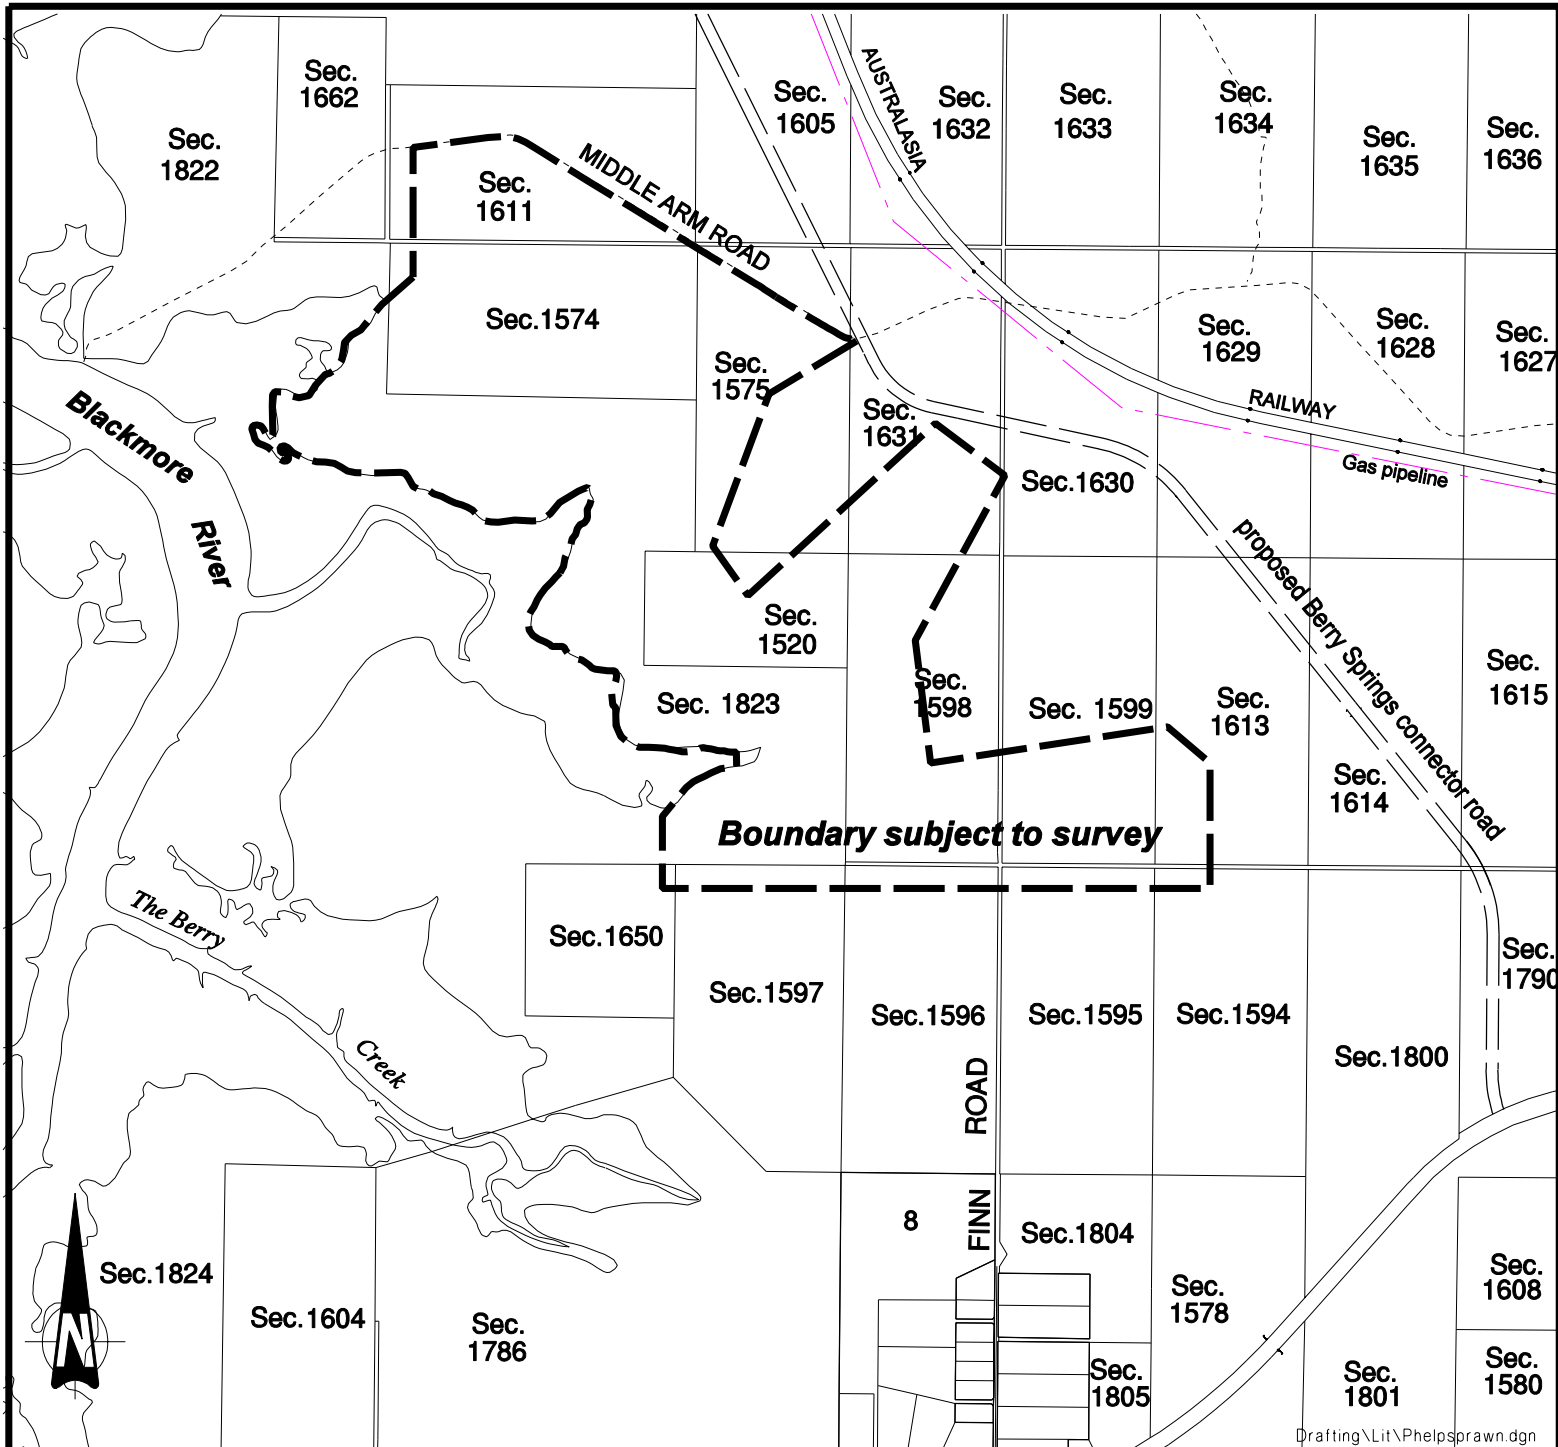 Sec.
1662
Sec.
1822
Sec.
1605
AUSTRALASIA
Sec.
1632
Sec.
1633
Sec.
1634
Sec.
1635
Sec.
1636
Sec.
1611
MIDDLE ARM ROAD
Sec.1574
Sec.
1575
Sec.
1631
Sec.
1629
Sec.
1628
Sec.
1627
RAILWAY
Gas pipeline
Sec.1630
Blackmore
River
proposed Berry Springs connector road
Sec.
1520
Sec. 1823
Sec.
1598
Sec. 1599
Sec.
1613
Sec.
1614
Sec.
1615
Boundary subject to survey
The Berry
Creek
Sec.1650
Sec.1597
Sec.1596
Sec.1595
Sec.1594
Sec.1800
Sec.
1790
FINN ROAD
8
Sec.1804
Sec.
1578
Sec.
1608
Sec.1824
Sec.1604
Sec.
1786
Sec.
1805
Sec.
1801
Sec.
1580
N
Drafting\Lit\Phelpsprawn.dgn